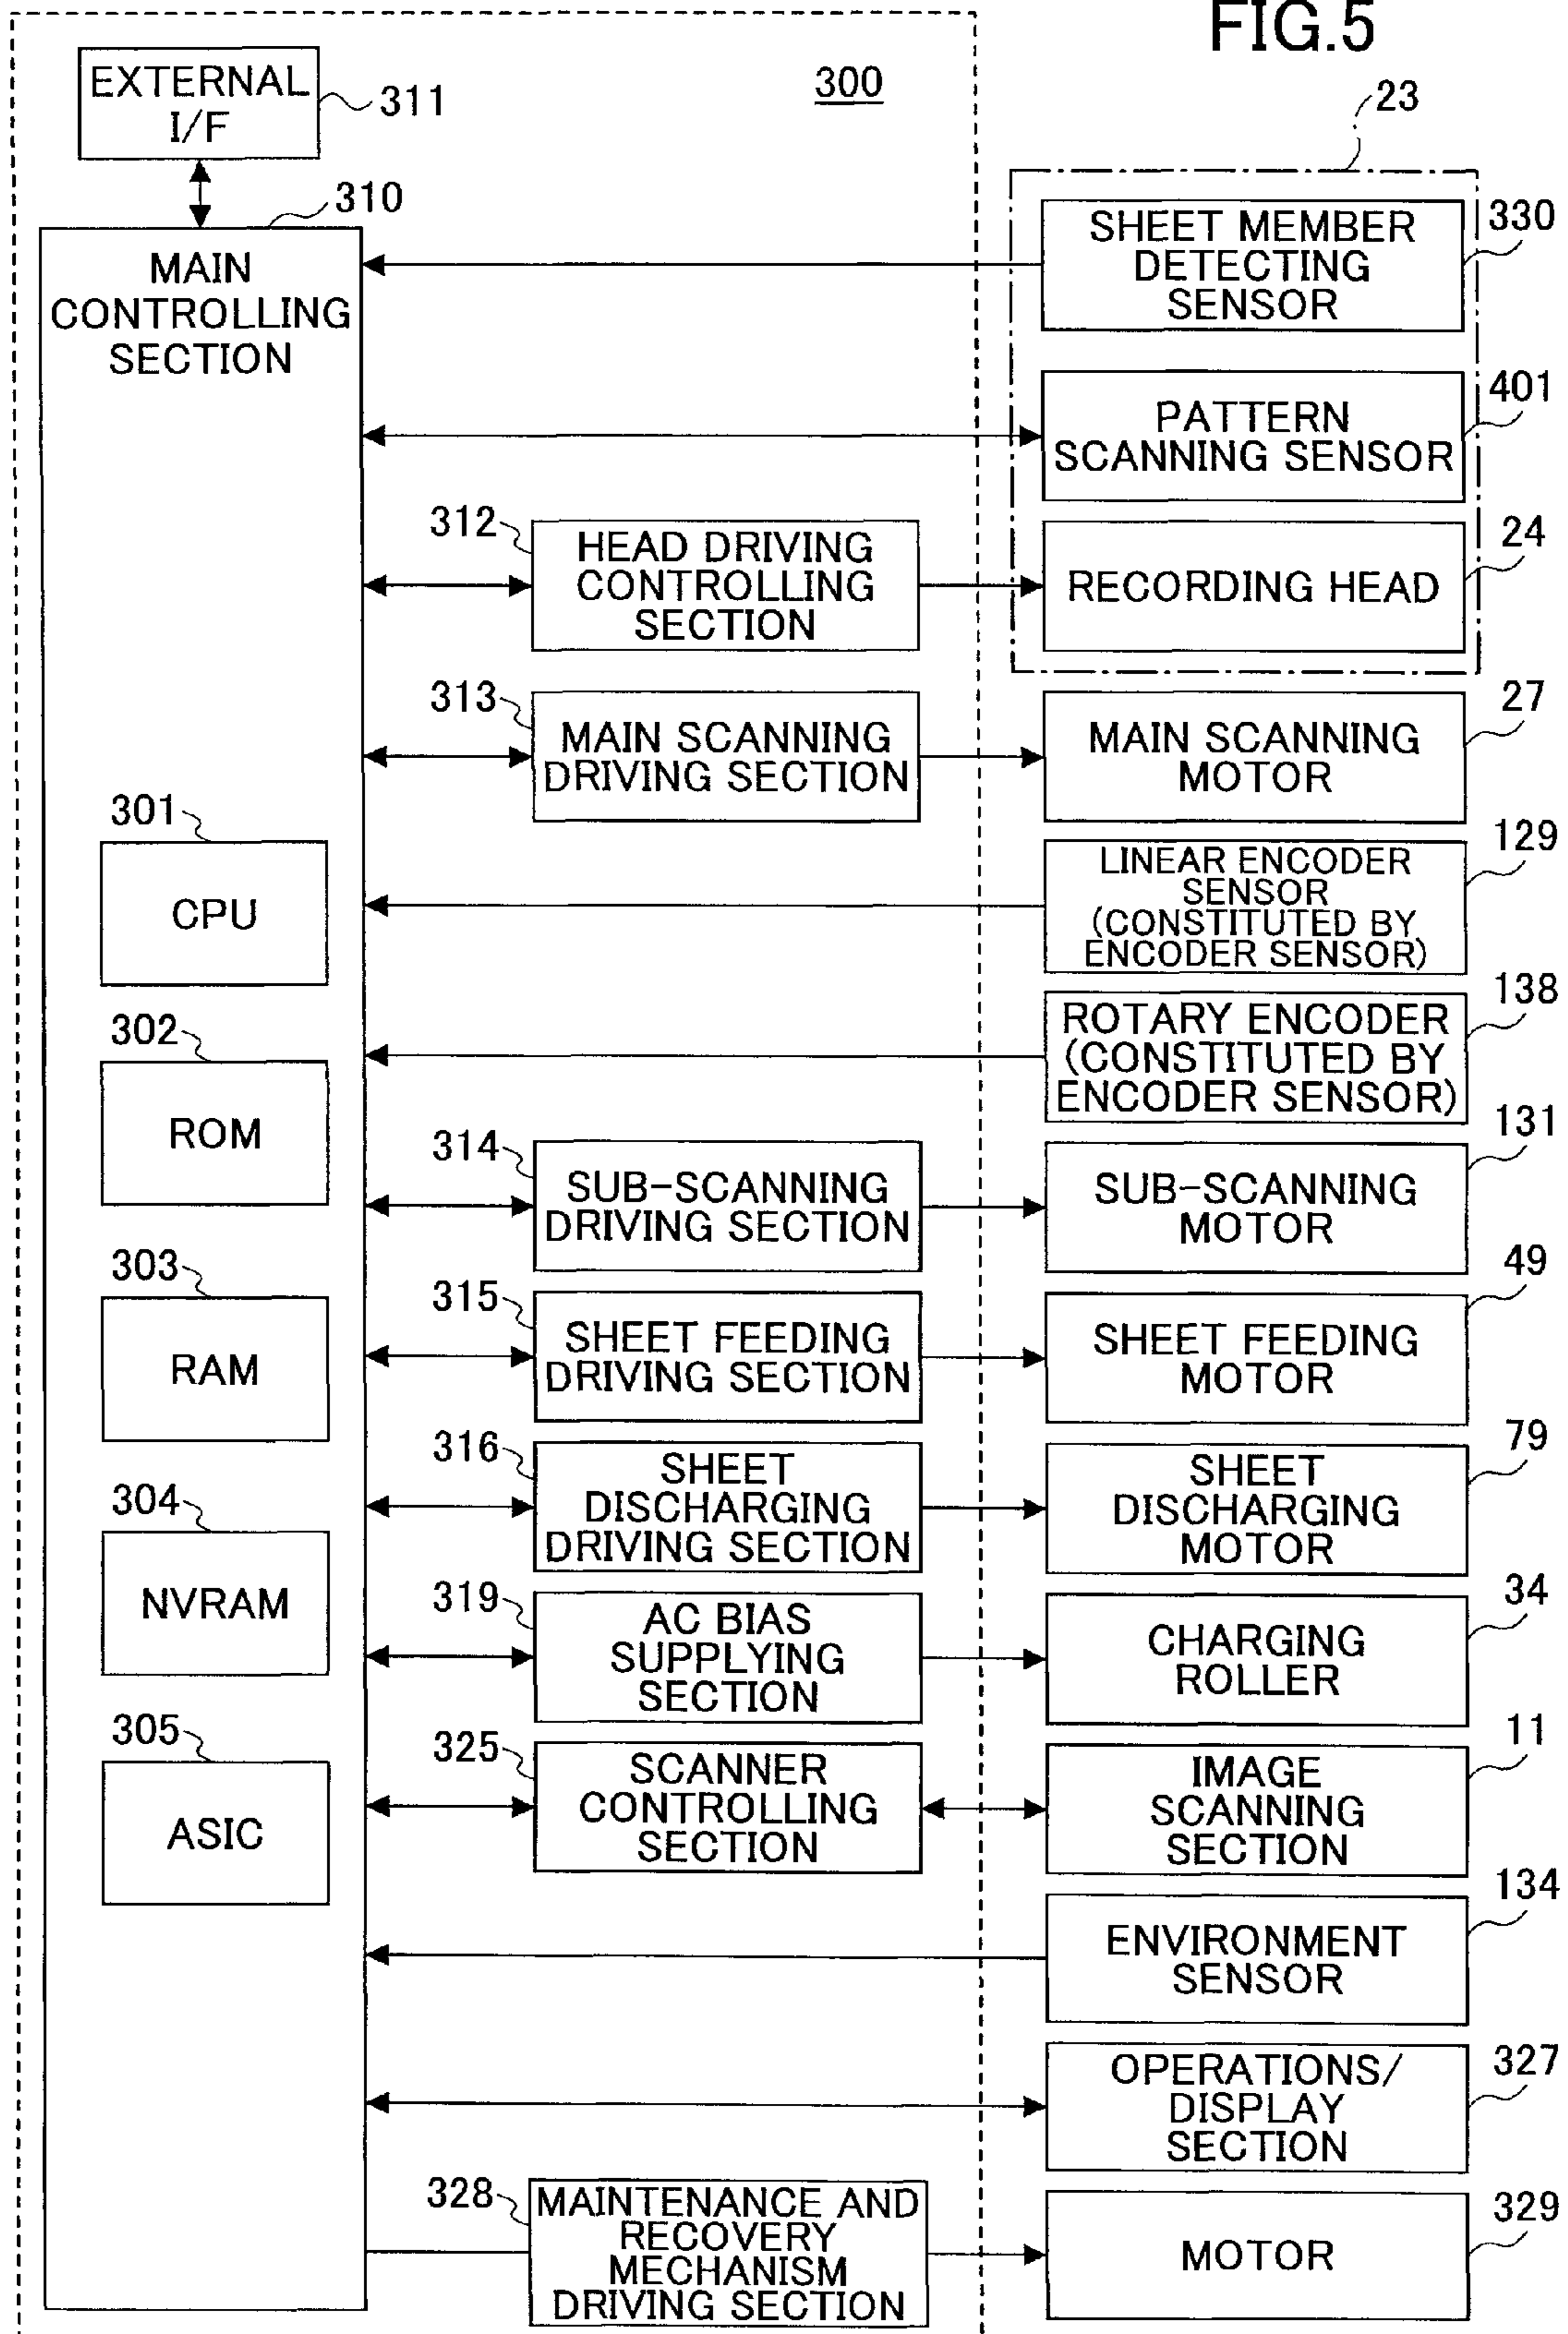 FIG.5
300
23
EXTERNAL
I/F
311
310
MAIN
CONTROLLING
SECTION
SHEET MEMBER
DETECTING
SENSOR
330
PATTERN
SCANNING SENSOR
401
312
HEAD DRIVING
CONTROLLING
SECTION
RECORDING HEAD
24
313
MAIN SCANNING
DRIVING SECTION
MAIN SCANNING
MOTOR
27
301
CPU
LINEAR ENCODER
SENSOR
(CONSTITUTED BY
ENCODER SENSOR)
129
302
ROM
ROTARY ENCODER
(CONSTITUTED BY
ENCODER SENSOR)
138
314
SUB-SCANNING
DRIVING SECTION
SUB-SCANNING
MOTOR
131
303
RAM
315
SHEET FEEDING
DRIVING SECTION
SHEET FEEDING
MOTOR
49
316
SHEET
DISCHARGING
DRIVING SECTION
SHEET
DISCHARGING
MOTOR
79
304
NVRAM
319
AC BIAS
SUPPLYING
SECTION
CHARGING
ROLLER
34
305
ASIC
325
SCANNER
CONTROLLING
SECTION
IMAGE
SCANNING
SECTION
11
ENVIRONMENT
SENSOR
134
OPERATIONS/
DISPLAY
SECTION
327
328
MAINTENANCE AND
RECOVERY
MECHANISM
DRIVING SECTION
MOTOR
329